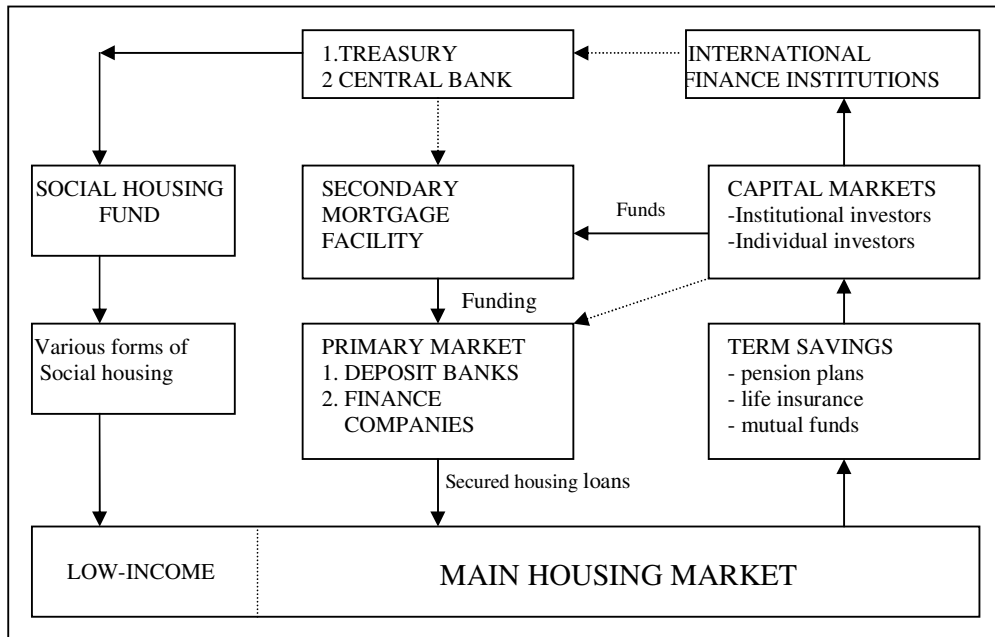 1.TREASURY
2 CENTRAL BANK
INTERNATIONAL
FINANCE INSTITUTIONS
SOCIAL HOUSING
FUND
SECONDARY
MORTGAGE
FACILITY
Funds
CAPITAL MARKETS
-Institutional investors
-Individual investors
Funding
Various forms of
Social housing
PRIMARY MARKET
1. DEPOSIT BANKS
2. FINANCE
COMPANIES
TERM SAVINGS
- pension plans
- life insurance
- mutual funds
Secured housing loans
LOW-INCOME
MAIN HOUSING MARKET